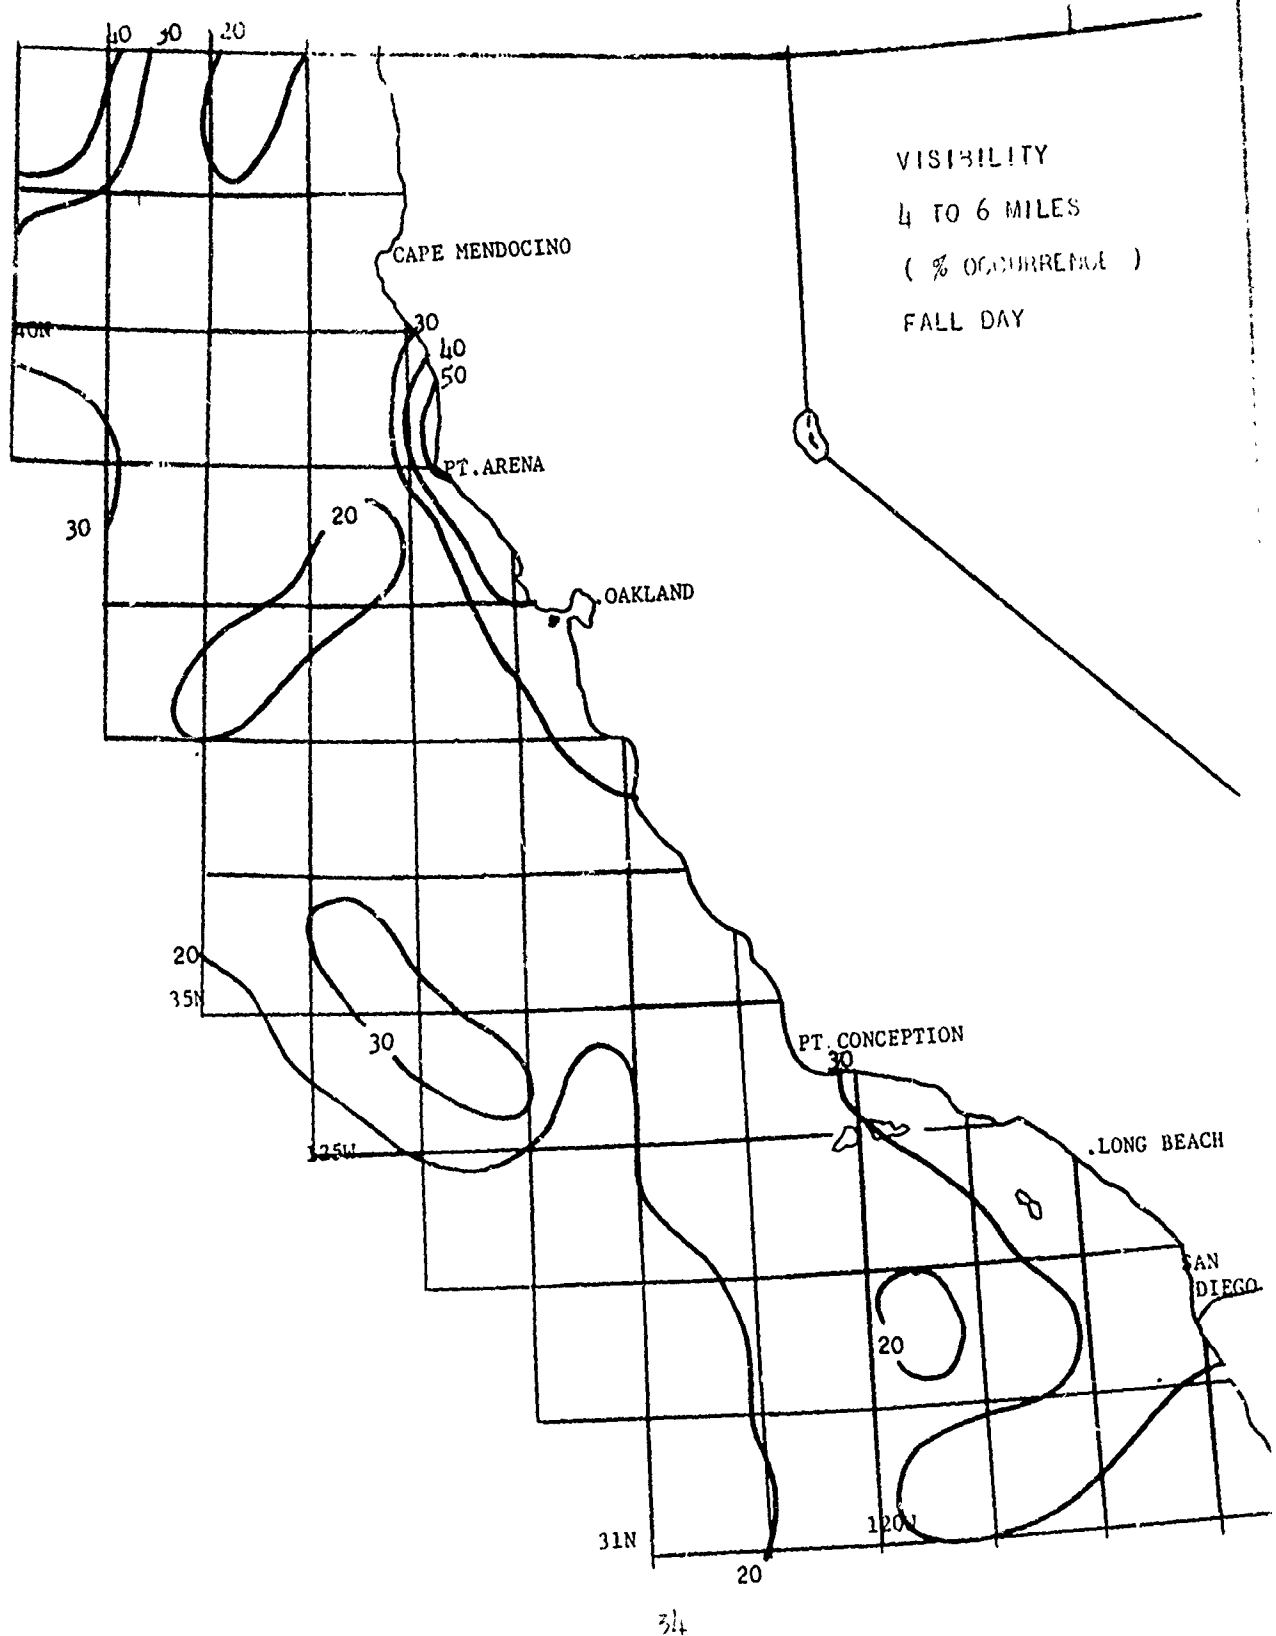 40 30 20
VISIBILITY
4 TO 6 MILES
( % OCCURRENCE )
FALL DAY
CAPE MENDOCINO
40N
30
40
50
PT.ARENA
30
20
.OAKLAND
20
35N
30
PT.CONCEPTION
30
125W
.LONG BEACH
SAN
DIEGO
20
120W
31N
20
34